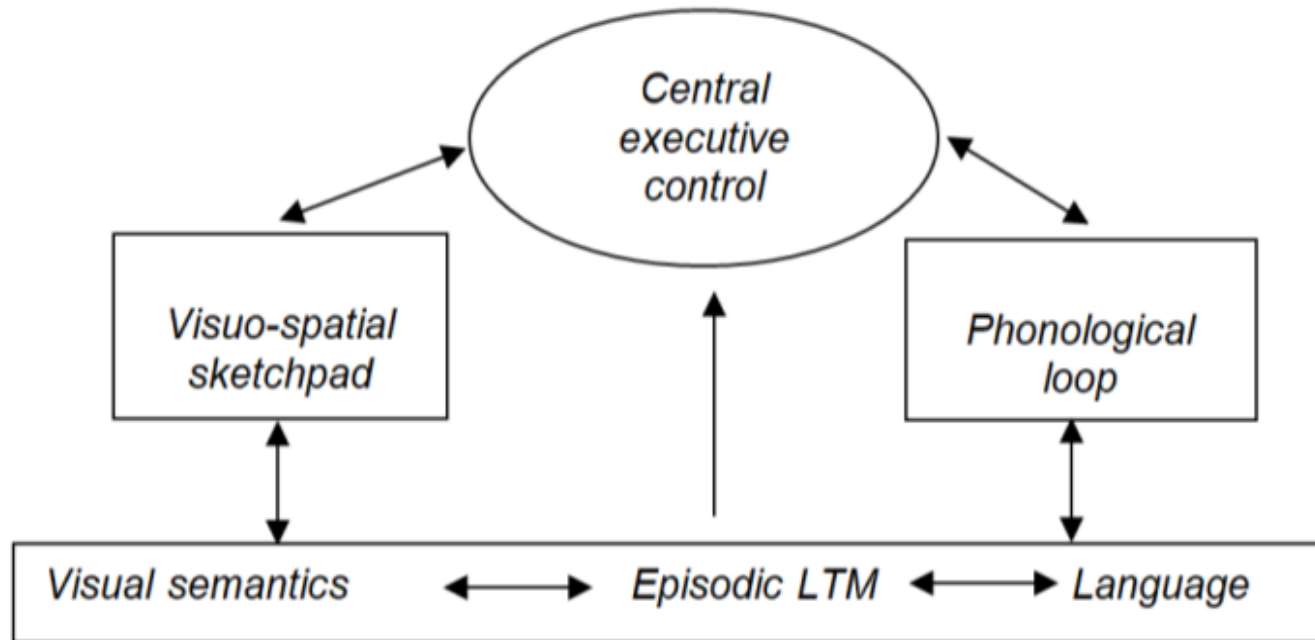 Central
executive
control
Visuo-spatial
sketchpad
Phonological
loop
Visual semantics
Episodic LTM
Language